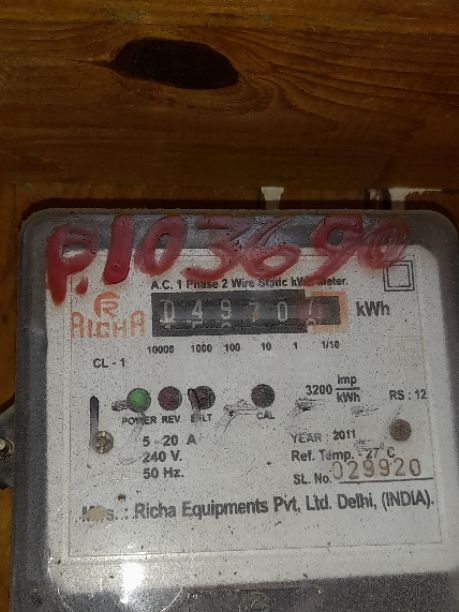 P.103690
A.C. 1 Phase 2 Wire Static kWh Meter.
RICHA
04970 kWh
10000 1000 100 10 1 1/10
CL - 1
3200 imp/kWh
RS : 12
POWER REV. CAL
5 - 20 A
240 V.
50 Hz.
YEAR : 2011
Ref. Temp. - 27°C
SL. No. 029920
: Richa Equipments Pvt. Ltd. Delhi, (INDIA).